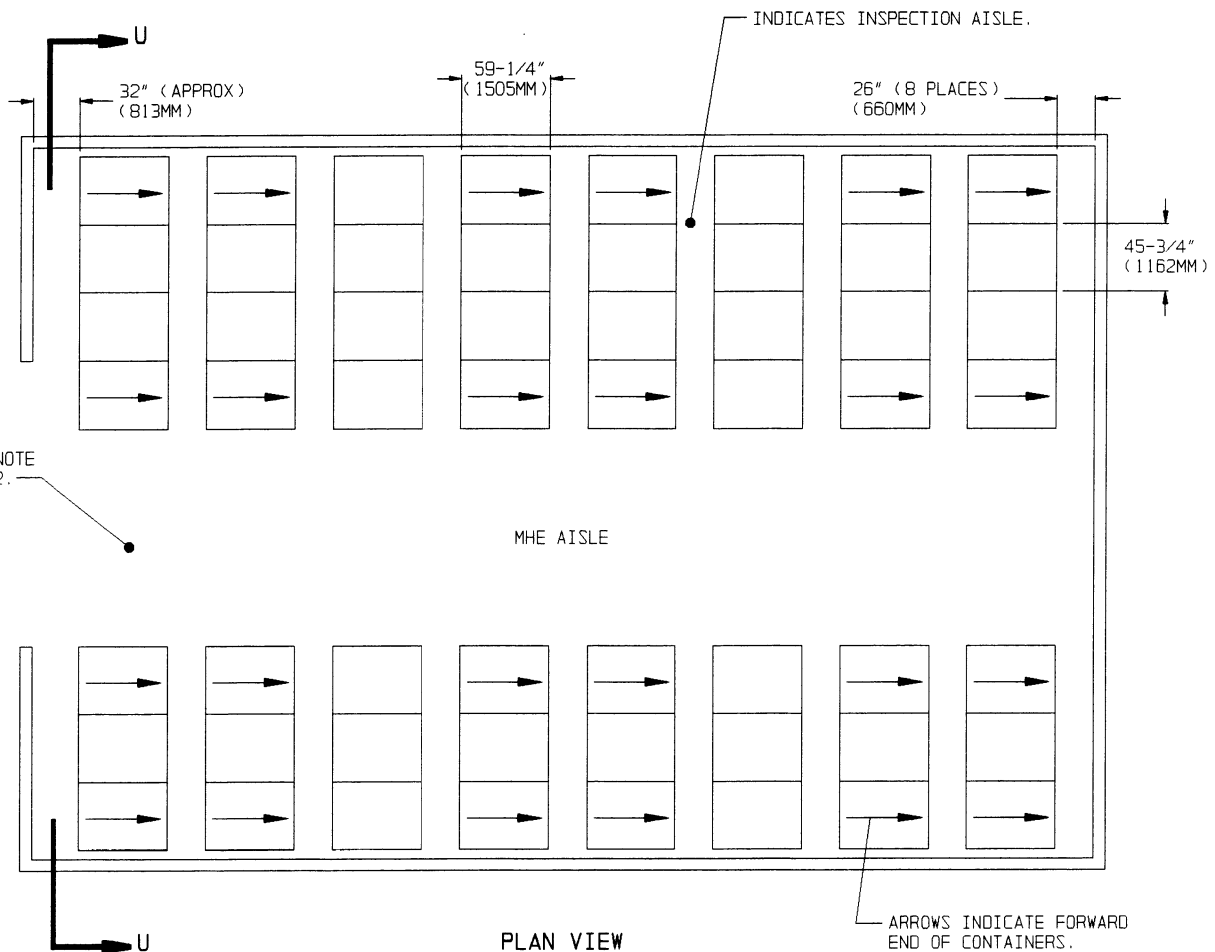 INDICATES INSPECTION AISLE.
U
32" (APPROX)
(813MM)
59-1/4"
(1505MM)
26" (8 PLACES)
(660MM)
45-3/4"
(1162MM)
NOTE
2.
MHE AISLE
U
PLAN VIEW
ARROWS INDICATE FORWARD
END OF CONTAINERS.